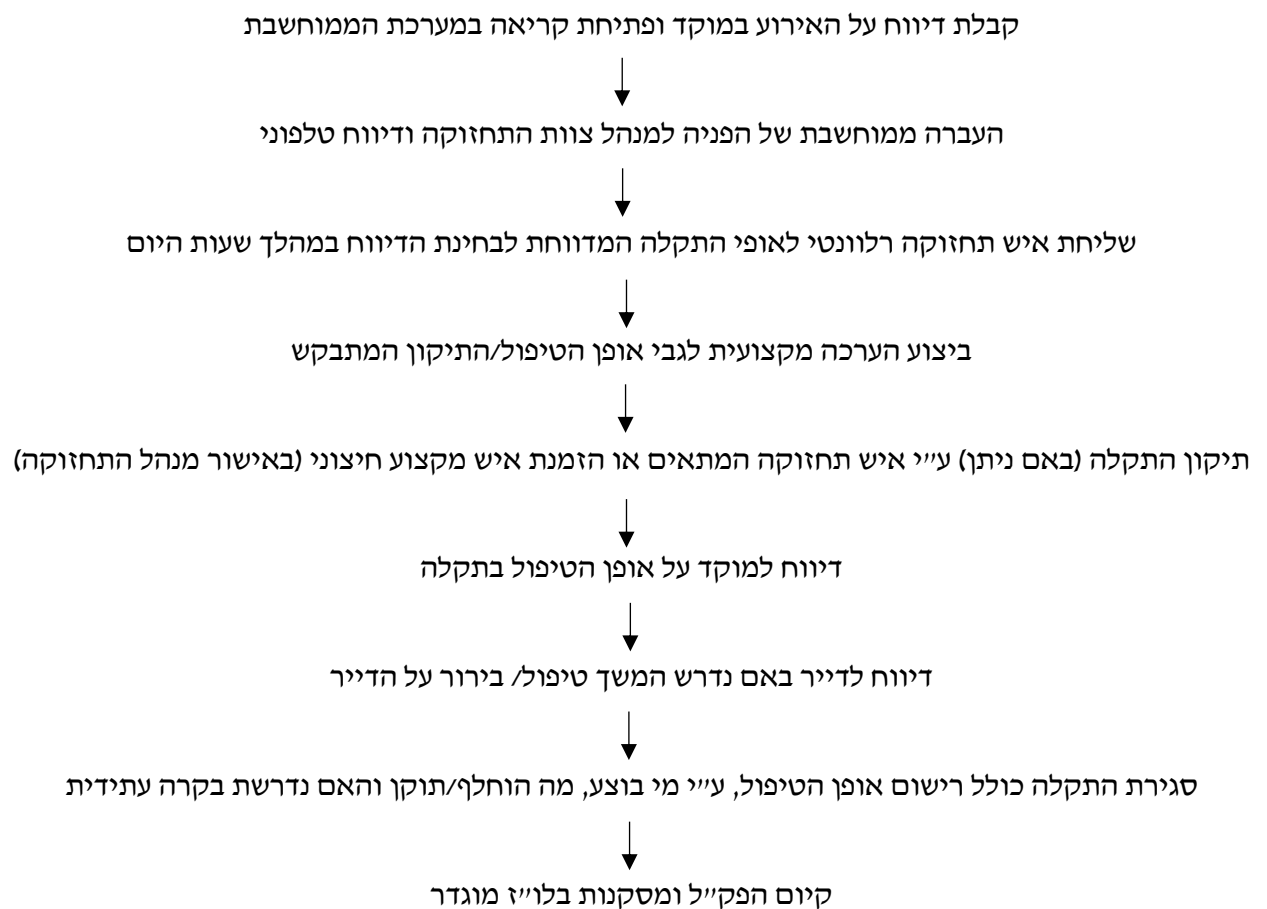 קבלת דיווח על האירוע במוקד ופתיחת קריאה במערכת הממוחשבת
העברה ממוחשבת של הפניה למנהל צוות התחזוקה ודיווח טלפוני
שליחת איש תחזוקה רלוונטי לאופי התקלה המדווחת לבחינת הדיווח במהלך שעות היום
ביצוע הערכה מקצועית לגבי אופן הטיפול/התיקון המתבקש
תיקון התקלה (באם ניתן) ע״י איש תחזוקה המתאים או הזמנת איש מקצוע חיצוני (באישור מנהל התחזוקה)
דיווח למוקד על אופן הטיפול בתקלה
דיווח לדייר באם נדרש המשך טיפול/ בירור על הדייר
סגירת התקלה כולל רישום אופן הטיפול, ע״י מי בוצע, מה הוחלף/תוקן והאם נדרשת בקרה עתידית
קיום הפק״ל ומסקנות בלו״ז מוגדר